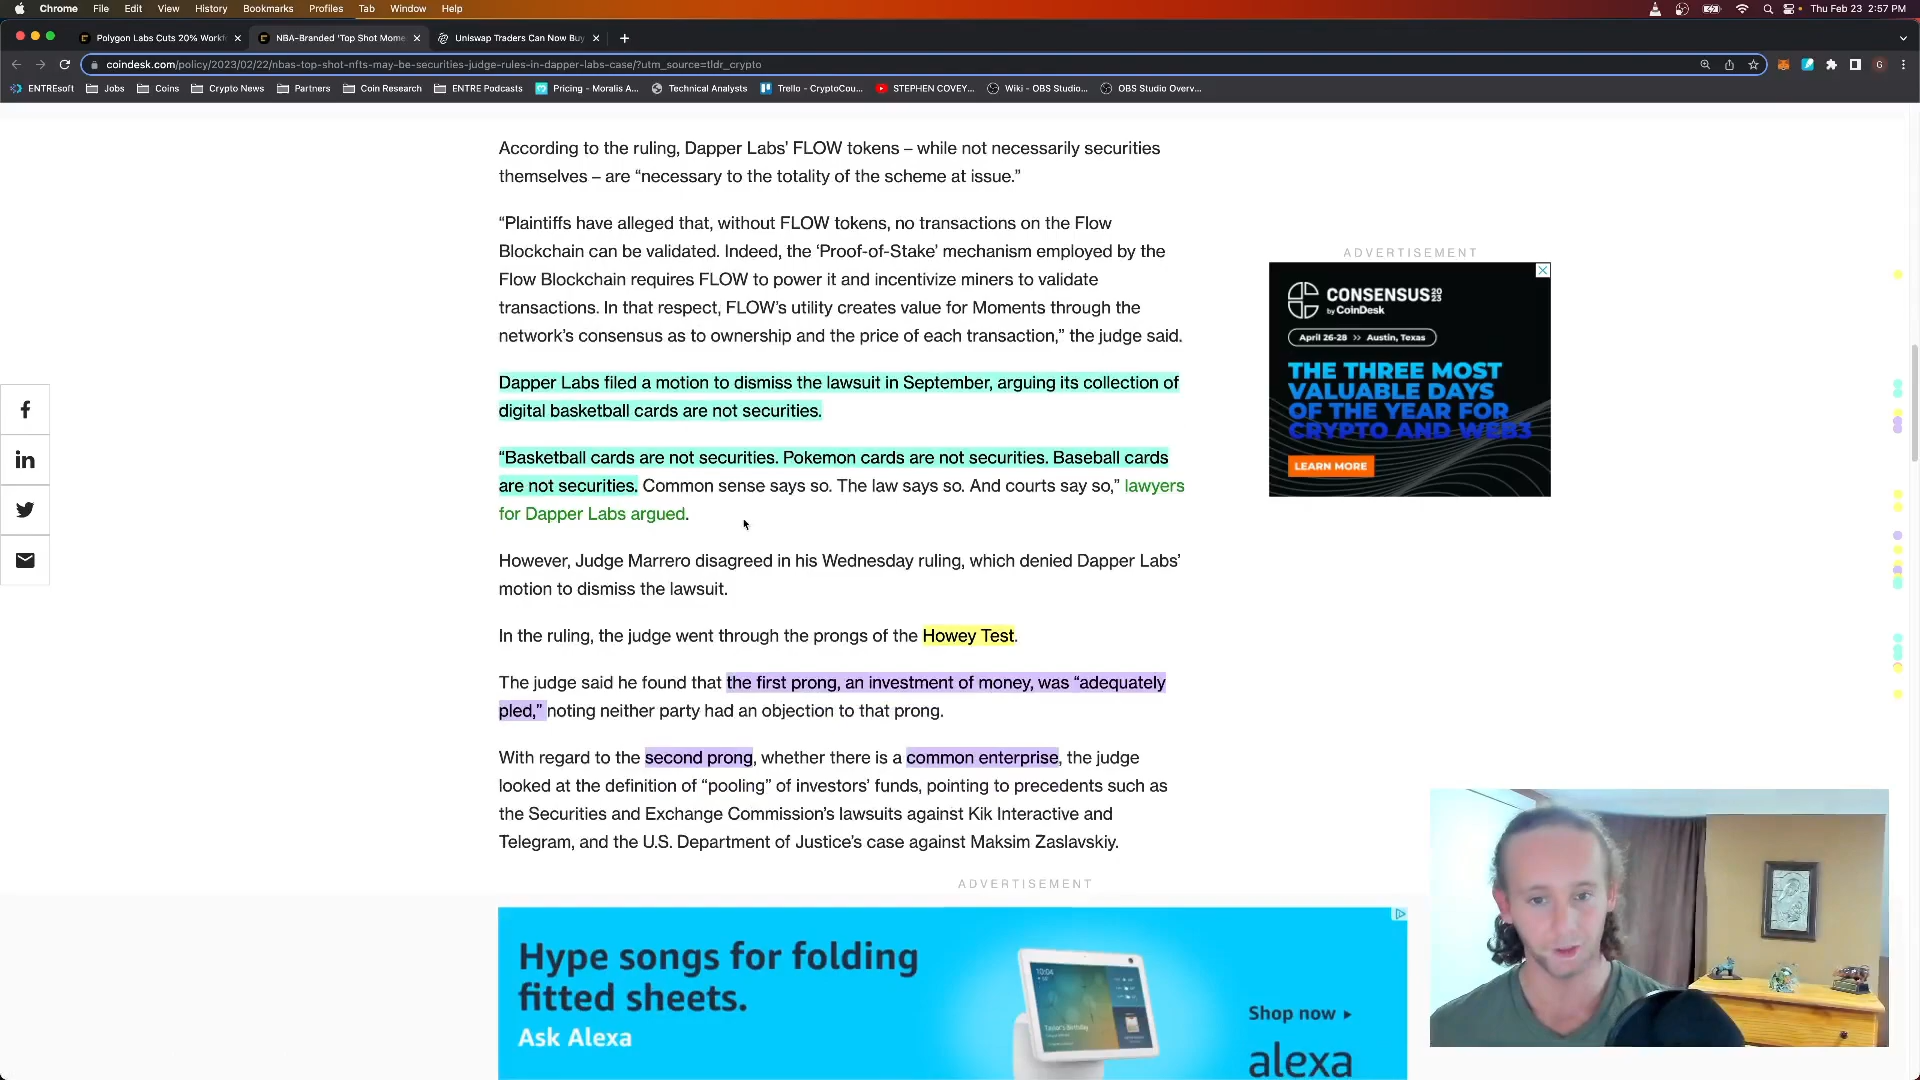 Chrome File Edit View History Bookmarks Profiles Tab Window Help Thu Feb 23 2:57 PM
Polygon Labs Cuts 20% Workf NBA-Branded 'Top Shot Mome Uniswap Traders Can Now Buy
coindesk.com/policy/2023/02/22/nbas-top-shot-nfts-may-be-securities-judge-rules-in-dapper-labs-case/?utm_source=tldr_crypto
ENTREsoft Jobs Coins Crypto News Partners Coin Research ENTRE Podcasts Pricing - Moralis A... Technical Analysts Trello - CryptoCou... STEPHEN COVEY... Wiki - OBS Studio... OBS Studio Overv...
According to the ruling, Dapper Labs’ FLOW tokens – while not necessarily securities
themselves – are “necessary to the totality of the scheme at issue.”
“Plaintiffs have alleged that, without FLOW tokens, no transactions on the Flow
Blockchain can be validated. Indeed, the ‘Proof-of-Stake’ mechanism employed by the
Flow Blockchain requires FLOW to power it and incentivize miners to validate
transactions. In that respect, FLOW’s utility creates value for Moments through the
network’s consensus as to ownership and the price of each transaction,” the judge said.
Dapper Labs filed a motion to dismiss the lawsuit in September, arguing its collection of
digital basketball cards are not securities.
“Basketball cards are not securities. Pokemon cards are not securities. Baseball cards
are not securities. Common sense says so. The law says so. And courts say so,” lawyers
for Dapper Labs argued.
However, Judge Marrero disagreed in his Wednesday ruling, which denied Dapper Labs’
motion to dismiss the lawsuit.
In the ruling, the judge went through the prongs of the Howey Test.
The judge said he found that the first prong, an investment of money, was “adequately
pled,” noting neither party had an objection to that prong.
With regard to the second prong, whether there is a common enterprise, the judge
looked at the definition of “pooling” of investors’ funds, pointing to precedents such as
the Securities and Exchange Commission’s lawsuits against Kik Interactive and
Telegram, and the U.S. Department of Justice’s case against Maksim Zaslavskiy.
ADVERTISEMENT
CONSENSUS 2023
by CoinDesk
April 26-28 >> Austin, Texas
THE THREE MOST
VALUABLE DAYS
OF THE YEAR FOR
CRYPTO AND WEB3
LEARN MORE
ADVERTISEMENT
Hype songs for folding
fitted sheets.
Ask Alexa
10:04
Shop now
alexa